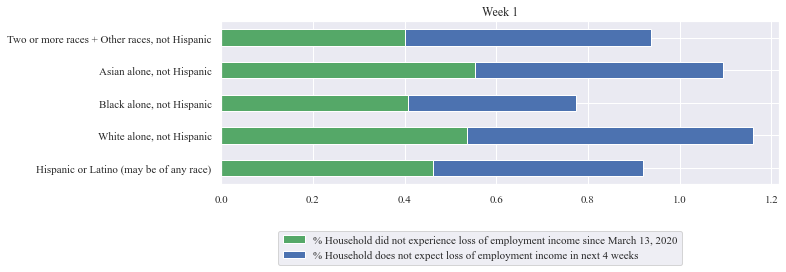 Week 1
Two or more races + Other races, not Hispanic
Asian alone, not Hispanic
Black alone, not Hispanic
White alone, not Hispanic
Hispanic or Latino (may be of any race)
0.0 0.2 0.4 0.6 0.8 1.0 1.2
% Household did not experience loss of employment income since March 13, 2020
% Household does not expect loss of employment income in next 4 weeks